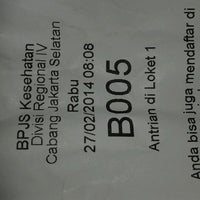 BPJS Kesehatan
Divisi Regional IV
Cabang Jakarta Selatan
Rabu
27/02/2014 08:08
B005
Antrian di Loket 1
Anda bisa juga mendaftar di